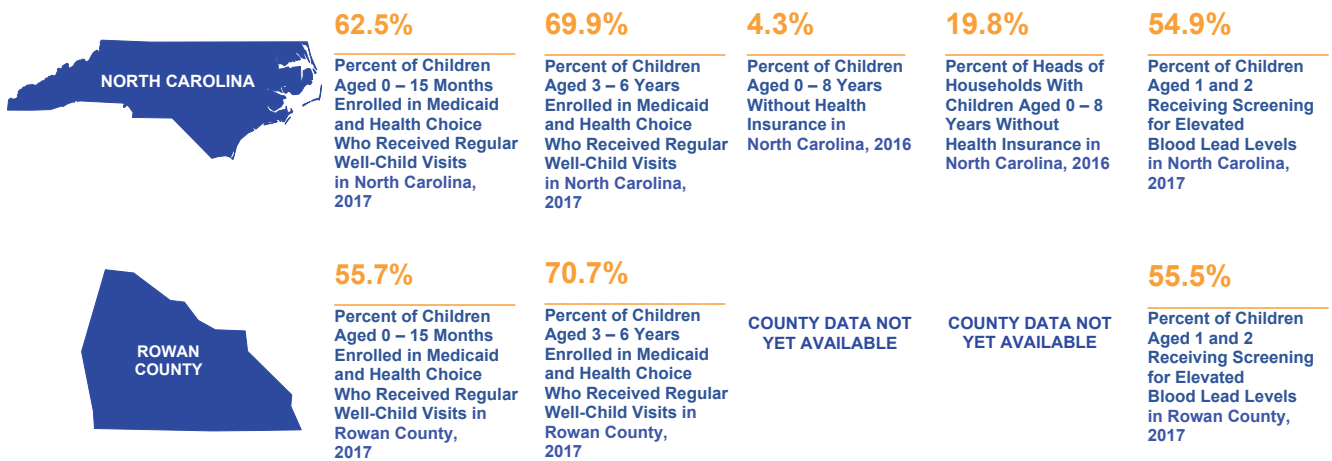 NORTH CAROLINA
62.5%
Percent of Children
Aged 0 – 15 Months
Enrolled in Medicaid
and Health Choice
Who Received Regular
Well-Child Visits
in North Carolina,
2017
69.9%
Percent of Children
Aged 3 – 6 Years
Enrolled in Medicaid
and Health Choice
Who Received Regular
Well-Child Visits
in North Carolina,
2017
4.3%
Percent of Children
Aged 0 – 8 Years
Without Health
Insurance in
North Carolina, 2016
19.8%
Percent of Heads of
Households With
Children Aged 0 – 8
Years Without
Health Insurance in
North Carolina, 2016
54.9%
Percent of Children
Aged 1 and 2
Receiving Screening
for Elevated
Blood Lead Levels
in North Carolina,
2017
ROWAN
COUNTY
55.7%
Percent of Children
Aged 0 – 15 Months
Enrolled in Medicaid
and Health Choice
Who Received Regular
Well-Child Visits in
Rowan County,
2017
70.7%
Percent of Children
Aged 3 – 6 Years
Enrolled in Medicaid
and Health Choice
Who Received Regular
Well-Child Visits in
Rowan County,
2017
COUNTY DATA NOT
YET AVAILABLE
COUNTY DATA NOT
YET AVAILABLE
55.5%
Percent of Children
Aged 1 and 2
Receiving Screening
for Elevated
Blood Lead Levels
in Rowan County,
2017